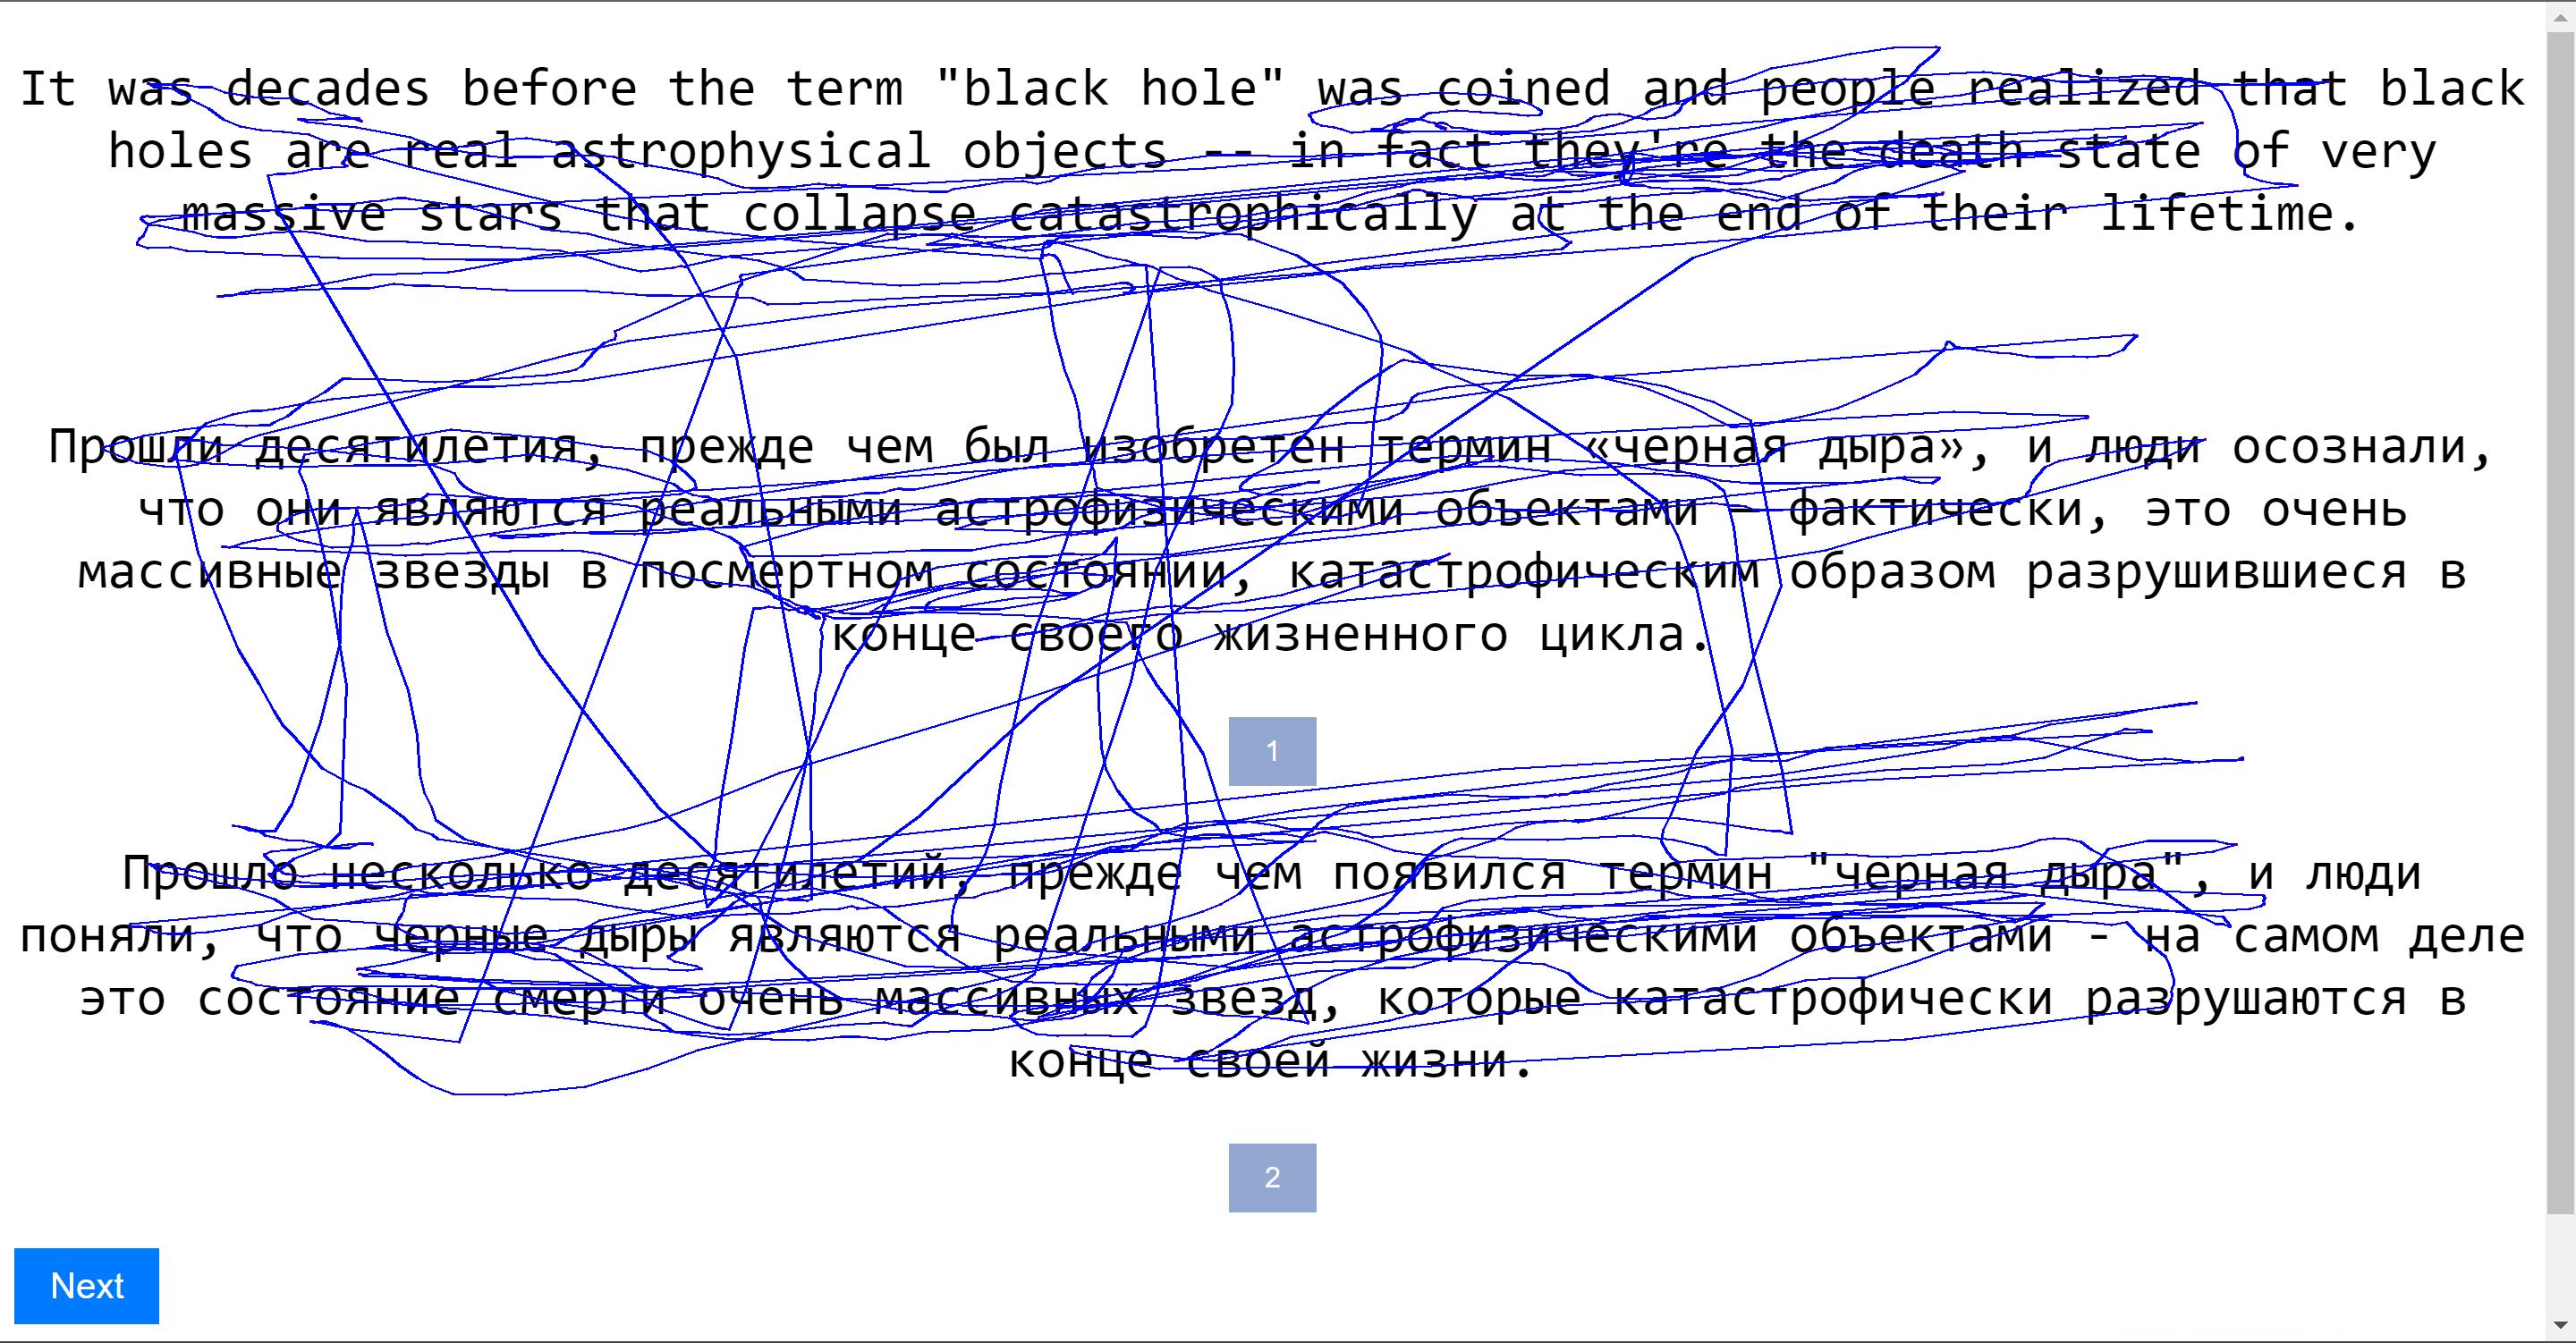 It was decades before the term "black hole" was coined and people realized that black
holes are real astrophysical objects -- in fact they're the death state of very
massive stars that collapse catastrophically at the end of their lifetime.
Прошли десятилетия, прежде чем был изобретен термин «черная дыра», и люди осознали,
что они являются реальными астрофизическими объектами – фактически, это очень
массивные звезды в посмертном состоянии, катастрофическим образом разрушившиеся в
конце своего жизненного цикла.
1
Прошло несколько десятилетий, прежде чем появился термин "черная дыра", и люди
поняли, что черные дыры являются реальными астрофизическими объектами - на самом деле
это состояние смерти очень массивных звезд, которые катастрофически разрушаются в
конце своей жизни.
2
Next